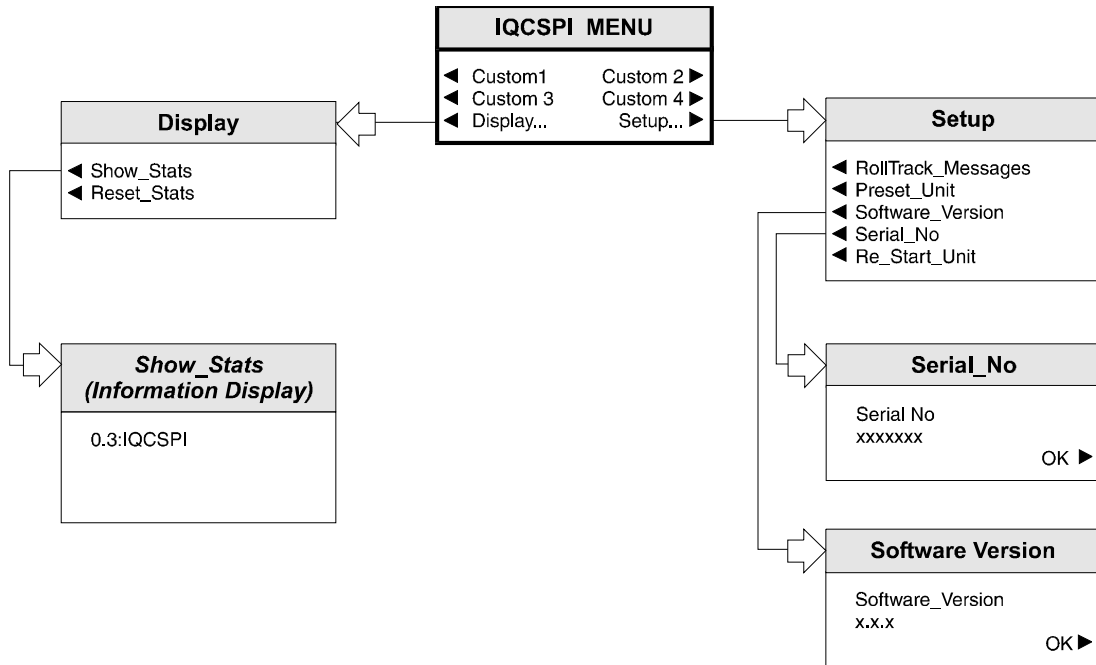 IQCSPI MENU
◄ Custom1 Custom 2 ►
◄ Custom 3 Custom 4 ►
◄ Display... Setup... ►
Display
◄ Show_Stats
◄ Reset_Stats
Setup
◄ RollTrack_Messages
◄ Preset_Unit
◄ Software_Version
◄ Serial_No
◄ Re_Start_Unit
Show_Stats
(Information Display)
0.3:IQCSPI
Serial_No
Serial No
xxxxxxx
OK ►
Software Version
Software_Version
x.x.x
OK ►